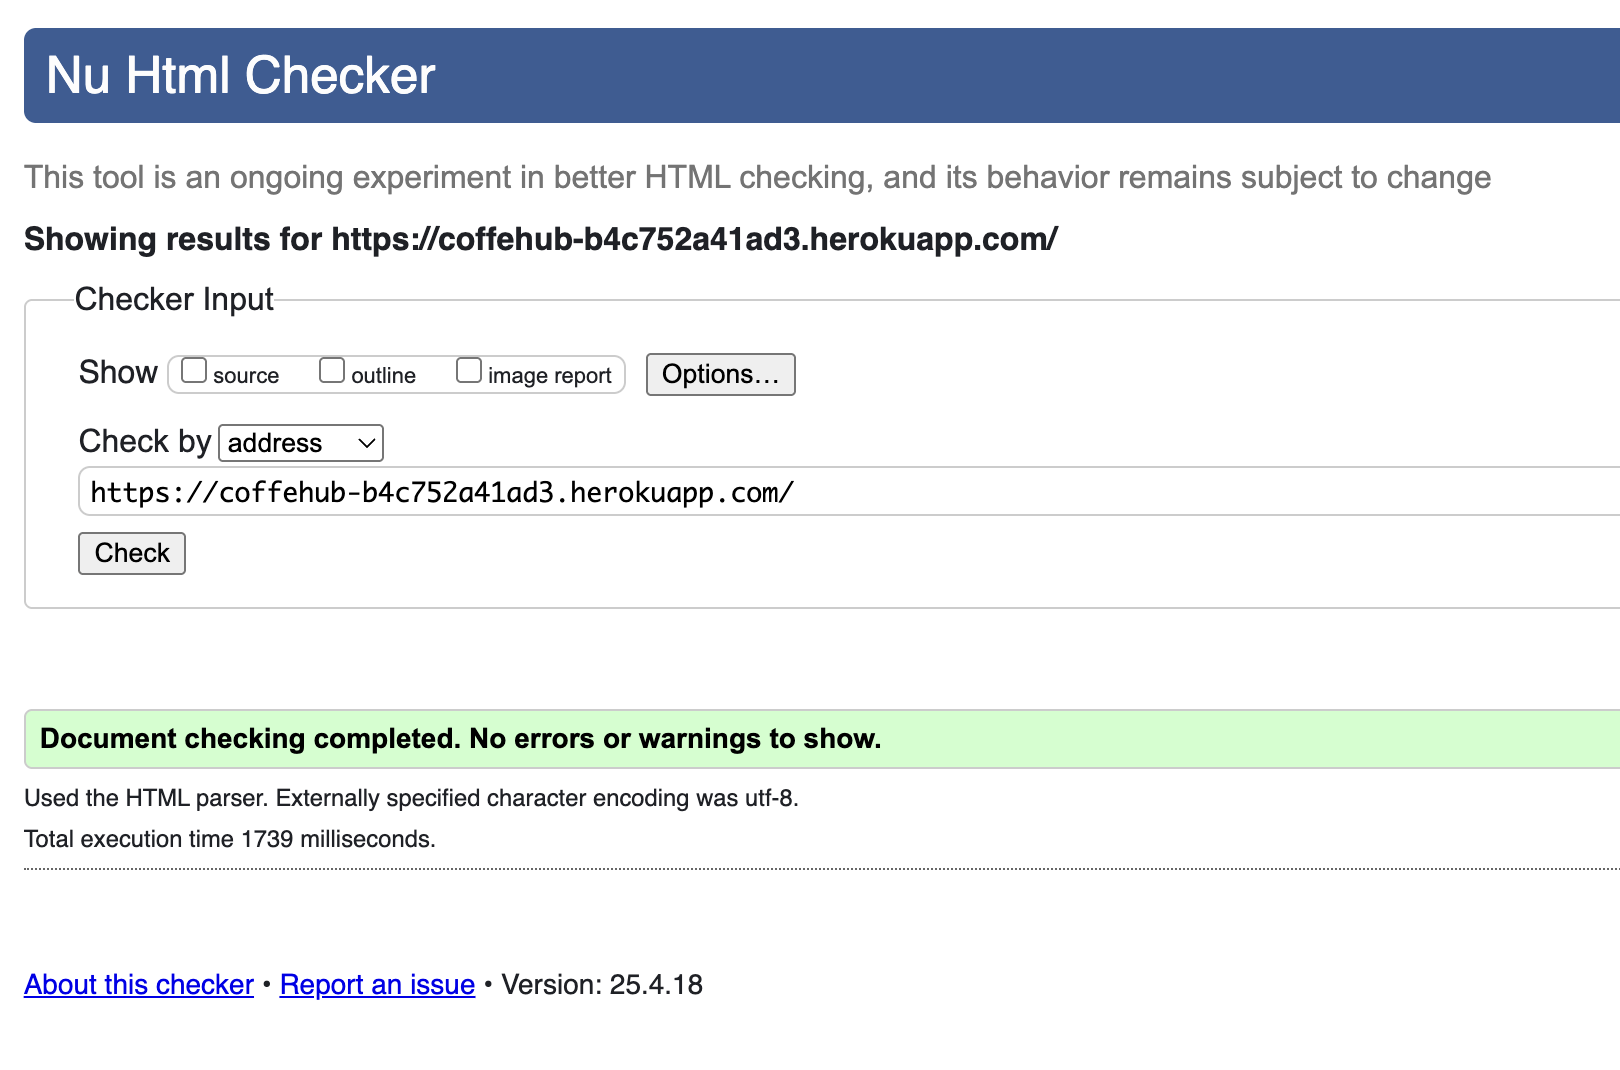 Nu Html Checker
This tool is an ongoing experiment in better HTML checking, and its behavior remains subject to change
Showing results for https://coffehub-b4c752a41ad3.herokuapp.com/
Checker Input
Show source outline image report Options...
Check by address
https://coffehub-b4c752a41ad3.herokuapp.com/
Check
Document checking completed. No errors or warnings to show.
Used the HTML parser. Externally specified character encoding was utf-8.
Total execution time 1739 milliseconds.
About this checker • Report an issue • Version: 25.4.18